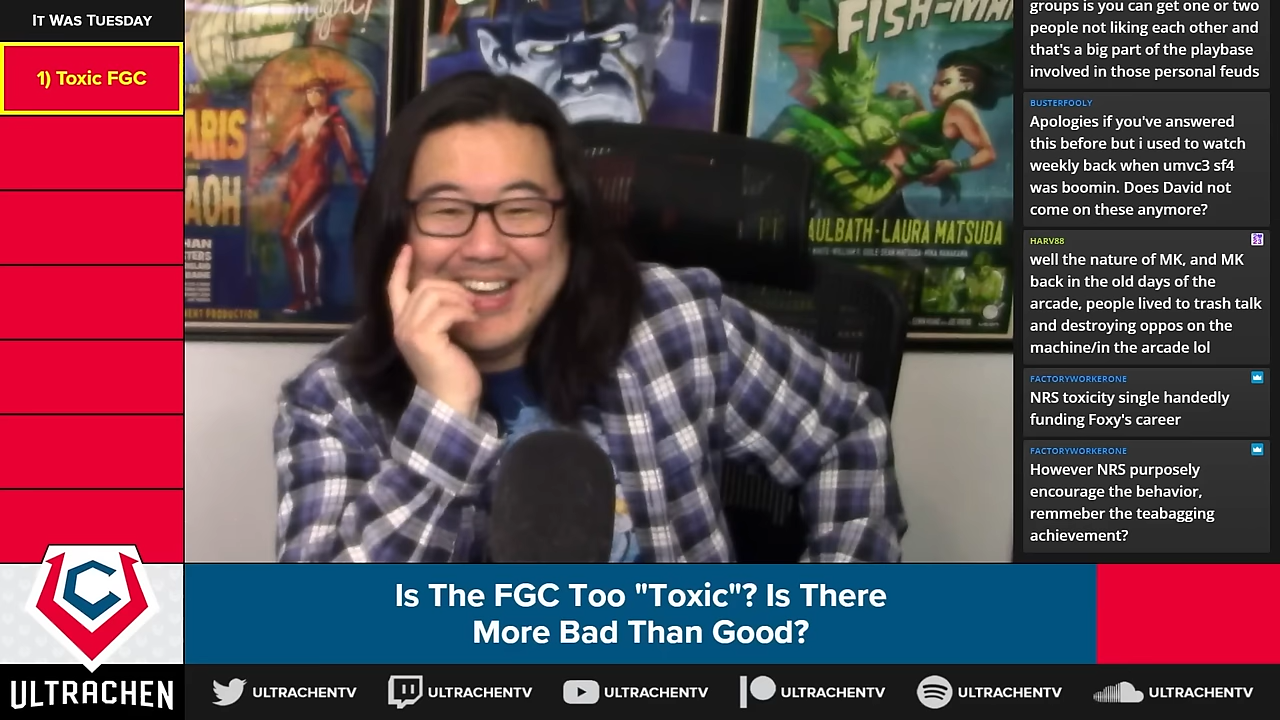 IT WAS TUESDAY
1) Toxic FGC
FISH-MAN
ARIS
AOH
ENT PRODUCTION
AULBATH · LAURA MATSUDA
groups is you can get one or two
people not liking each other and
that's a big part of the playbase
involved in those personal feuds
BUSTERFOOLY
Apologies if you've answered
this before but i used to watch
weekly back when umvc3 sf4
was boomin. Does David not
come on these anymore?
HARV88
well the nature of MK, and MK
back in the old days of the
arcade, people lived to trash talk
and destroying oppos on the
machine/in the arcade lol
FACTORYWORKERONE
NRS toxicity single handedly
funding Foxy's career
FACTORYWORKERONE
However NRS purposely
encourage the behavior,
remmeber the teabagging
achievement?
Is The FGC Too "Toxic"? Is There
More Bad Than Good?
C
ULTRACHEN
ULTRACHENTV
ULTRACHENTV
ULTRACHENTV
ULTRACHENTV
ULTRACHENTV
ULTRACHENTV